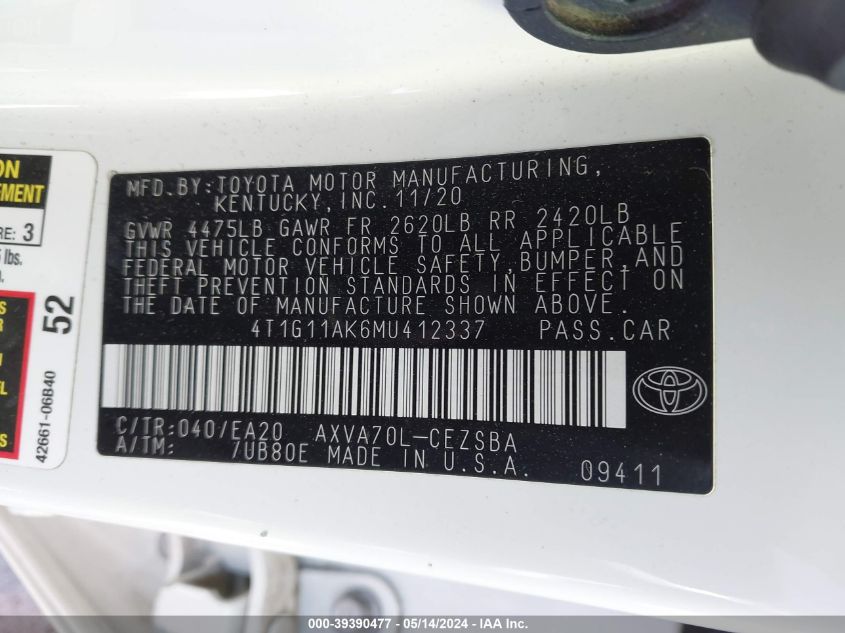 ON
EMENT
RE: 3
lbs.
52
42661-06B40
MFD.BY:TOYOTA MOTOR MANUFACTURING,
KENTUCKY,INC.11/20
GVWR 4475LB GAWR FR 2620LB RR 2420LB
THIS VEHICLE CONFORMS TO ALL APPLICABLE
FEDERAL MOTOR VEHICLE SAFETY,BUMPER,AND
THEFT PREVENTION STANDARDS IN EFFECT ON
THE DATE OF MANUFACTURE SHOWN ABOVE.
4T1G11AK6MU412337 PASS.CAR
C/TR:040/EA20 AXVA70L-CEZSBA
A/TM: 7UB80E MADE IN U.S.A.
09411
000-39390477 - 05/14/2024 - IAA Inc.